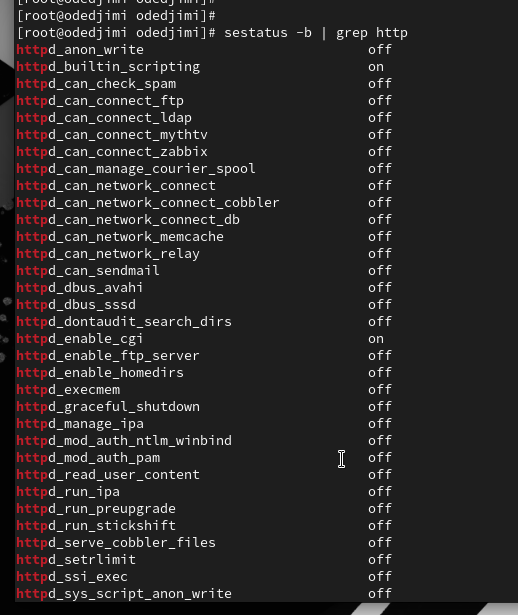 [root@odedjimi odedjimi]#
[root@odedjimi odedjimi]#
[root@odedjimi odedjimi]# sestatus -b | grep http
httpd_anon_write off
httpd_builtin_scripting on
httpd_can_check_spam off
httpd_can_connect_ftp off
httpd_can_connect_ldap off
httpd_can_connect_mythtv off
httpd_can_connect_zabbix off
httpd_can_manage_courier_spool off
httpd_can_network_connect off
httpd_can_network_connect_cobbler off
httpd_can_network_connect_db off
httpd_can_network_memcache off
httpd_can_network_relay off
httpd_can_sendmail off
httpd_dbus_avahi off
httpd_dbus_sssd off
httpd_dontaudit_search_dirs off
httpd_enable_cgi on
httpd_enable_ftp_server off
httpd_enable_homedirs off
httpd_execmem off
httpd_graceful_shutdown off
httpd_manage_ipa off
httpd_mod_auth_ntlm_winbind off
httpd_mod_auth_pam off
httpd_read_user_content off
httpd_run_ipa off
httpd_run_preupgrade off
httpd_run_stickshift off
httpd_serve_cobbler_files off
httpd_setrlimit off
httpd_ssi_exec off
httpd_sys_script_anon_write off